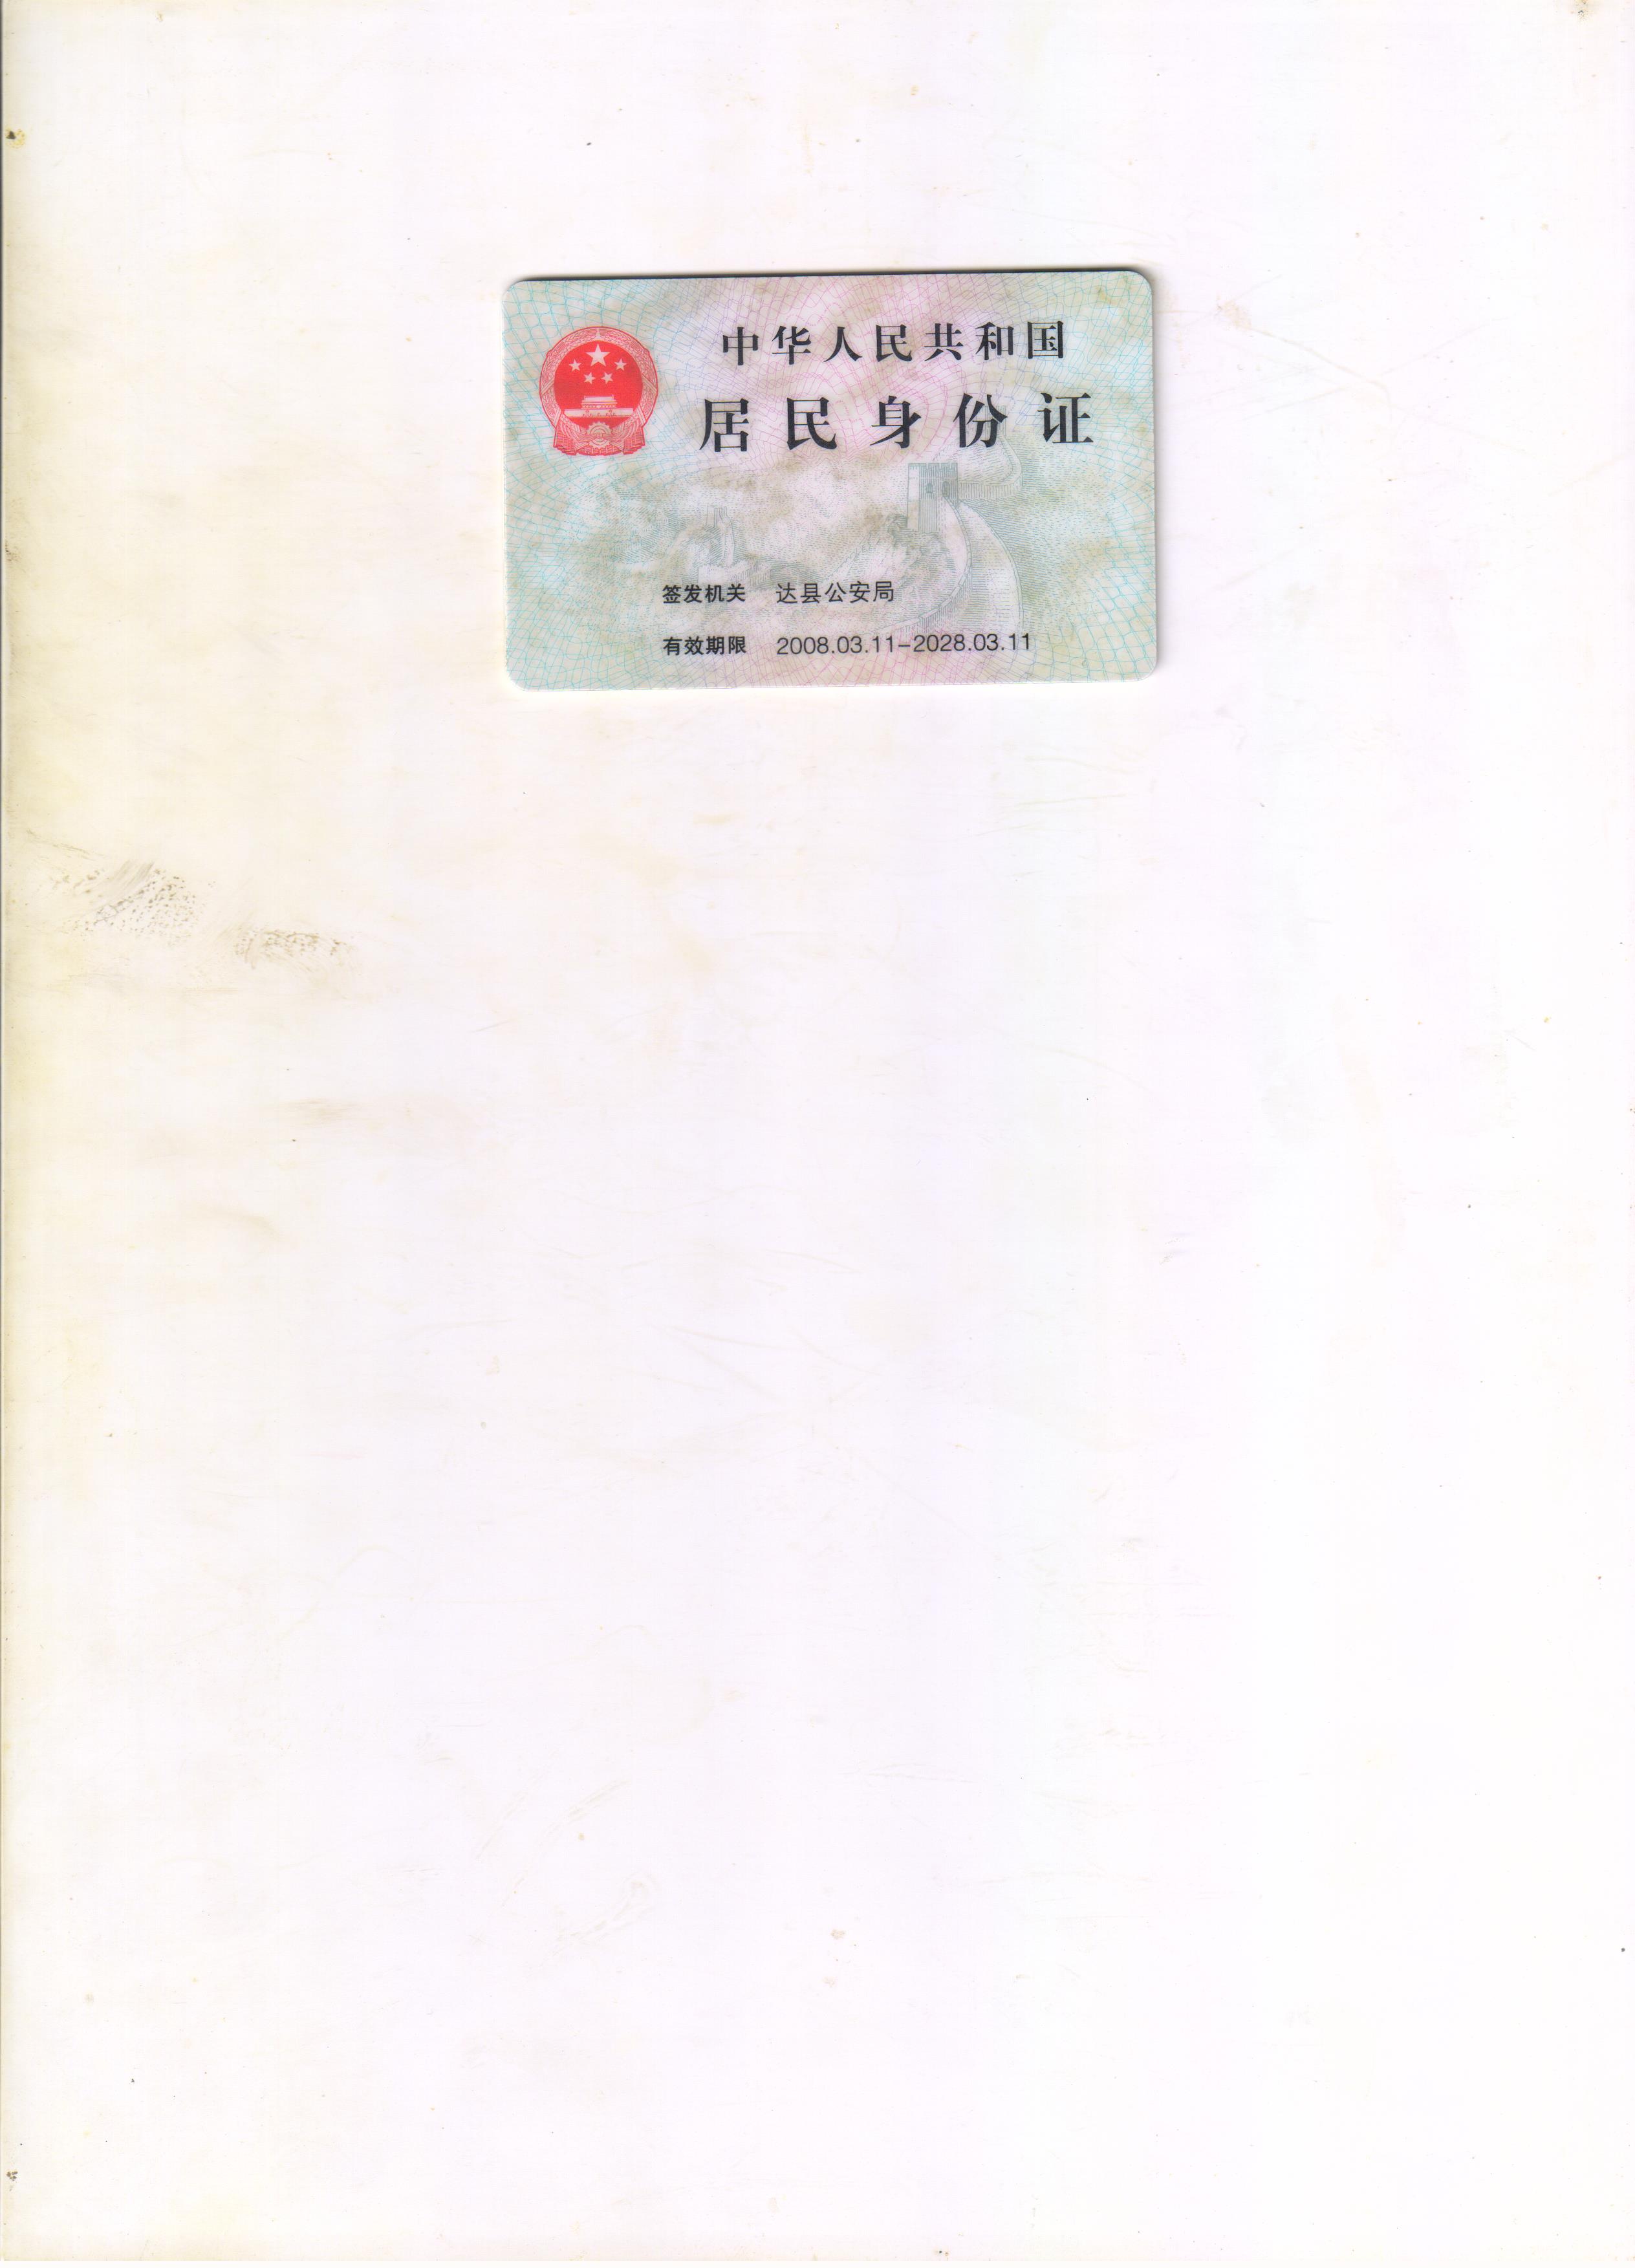 中华人民共和国
居民身份证
签发机关 达县公安局
有效期限 2008.03.11-2028.03.11